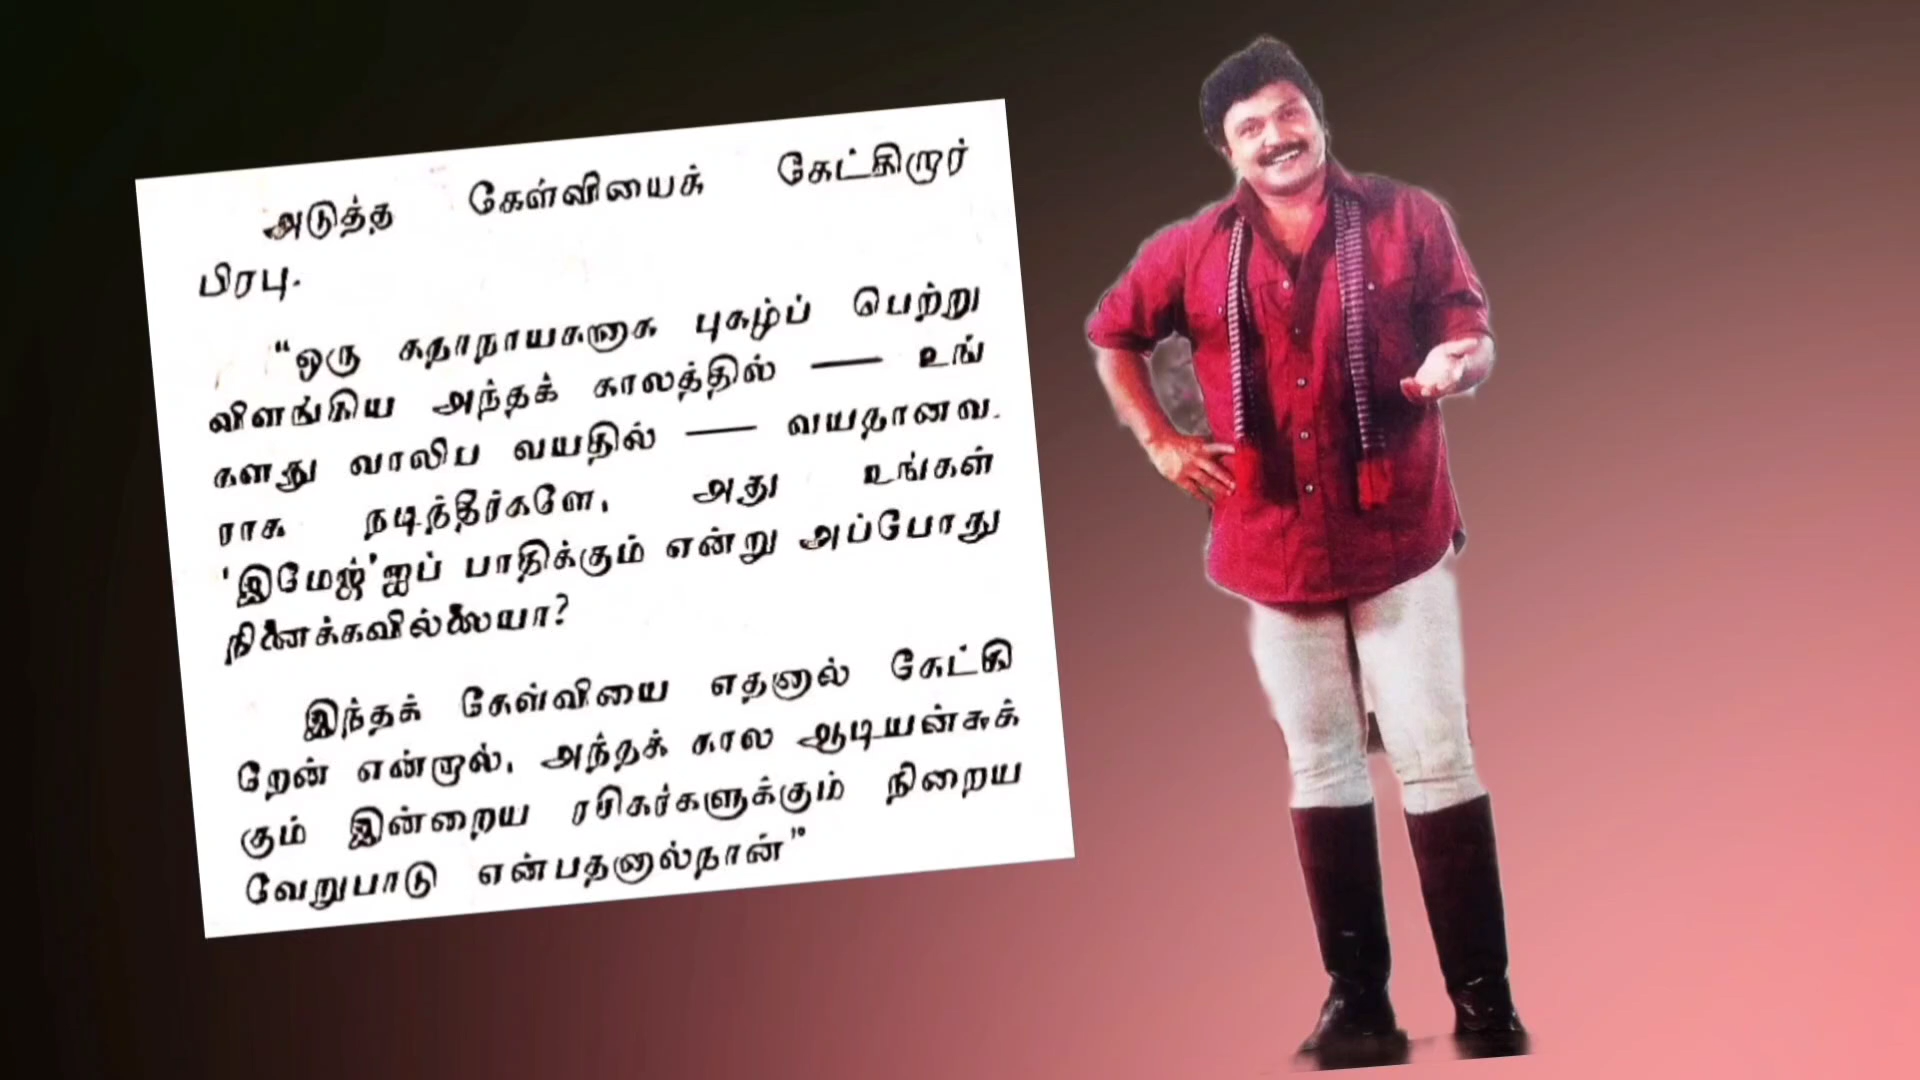 அடுத்த கேள்வியைக் கேட்கிறார்
பிரபு.
“ஒரு கதாநாயகனாக புகழ்ப் பெற்று
விளங்கிய அந்தக் காலத்தில் — உங்
களது வாலிப வயதில் — வயதானவ.
ராக நடித்தீர்களே, அது உங்கள்
'இமேஜ்'ஐப் பாதிக்கும் என்று அப்போது
நினைக்கவில்லையா?
இந்தக் கேள்வியை எதனால் கேட்கி
றேன் என்றால், அந்தக் கால ஆடியன்சுக்
கும் இன்றைய ரசிகர்களுக்கும் நிறைய
வேறுபாடு என்பதனால்தான்”